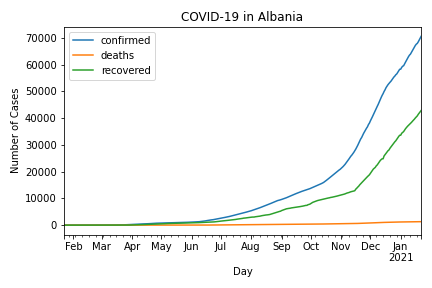 COVID-19 in Albania
confirmed
deaths
recovered
Number of Cases
70000
60000
50000
40000
30000
20000
10000
0
Feb Mar Apr May Jun Jul Aug Sep Oct Nov Dec Jan
2021
Day